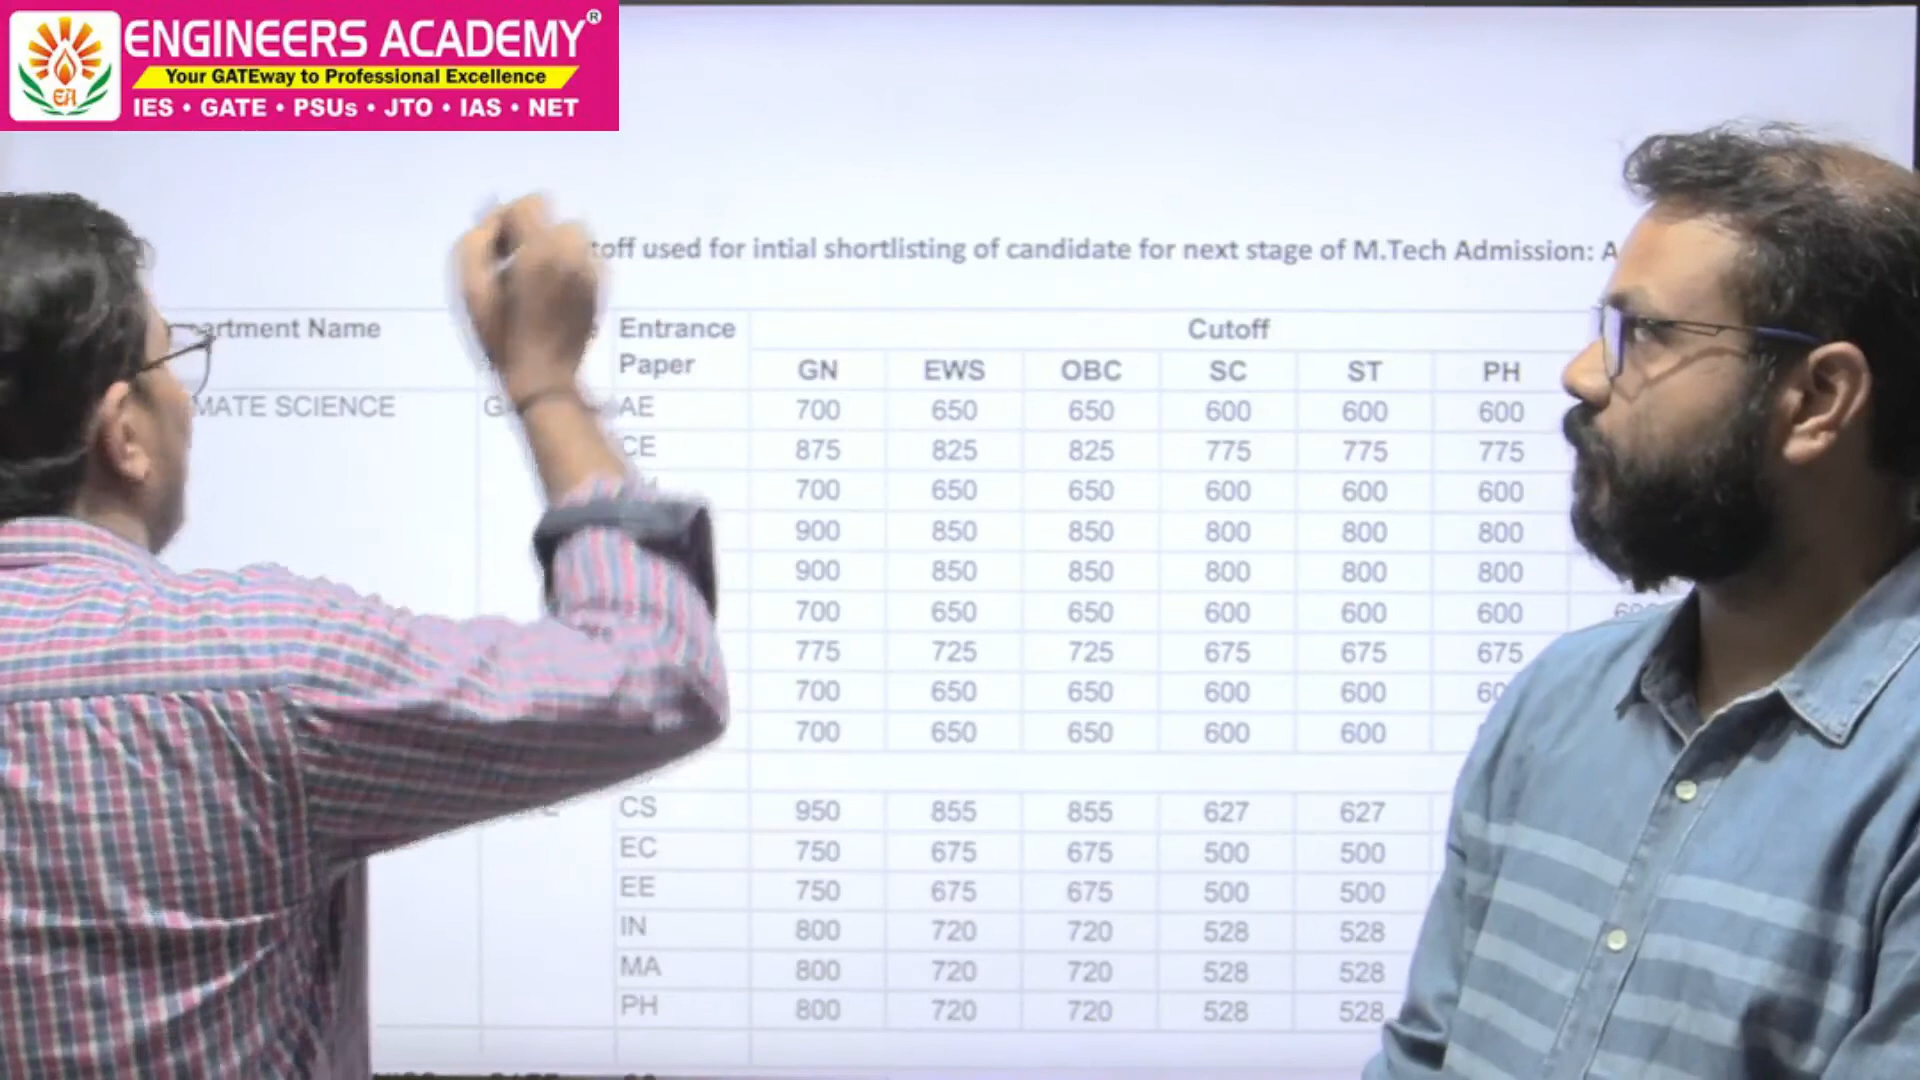 ENGINEERS ACADEMY®
Your GATEway to Professional Excellence
IES • GATE • PSUs • JTO • IAS • NET
used for intial shortlisting of candidate for next stage of M.Tech Admission:
Name Entrance Paper Cutoff
GN EWS OBC SC ST PH
SCIENCE AE 700 650 650 600 600 600
CE 875 825 825 775 775 775
700 650 650 600 600 600
900 850 850 800 800 800
900 850 850 800 800 800
700 650 650 600 600 600
775 725 725 675 675 675
700 650 650 600 600
700 650 650 600 600
CS 950 855 855 627 627
EC 750 675 675 500 500
EE 750 675 675 500 500
IN 800 720 720 528 528
MA 800 720 720 528 528
PH 800 720 720 528 528